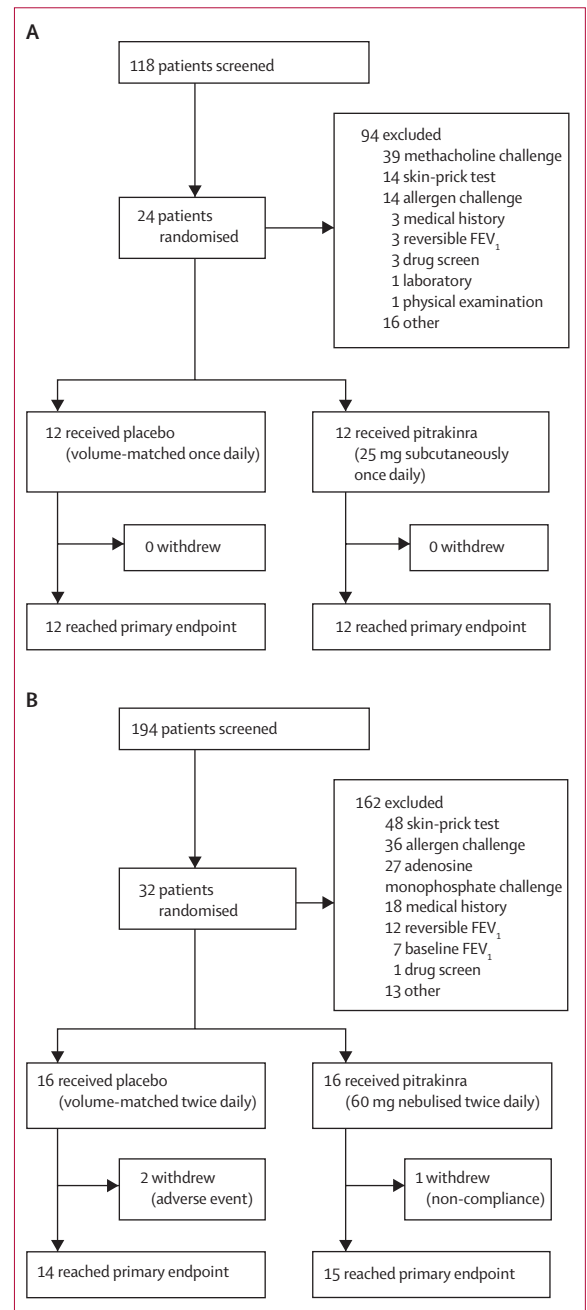 A
118 patients screened
94 excluded
39 methacholine challenge
14 skin-prick test
14 allergen challenge
3 medical history
3 reversible FEV₁
3 drug screen
1 laboratory
1 physical examination
16 other
24 patients
randomised
12 received placebo
(volume-matched once daily)
12 received pitrakinra
(25 mg subcutaneously
once daily)
0 withdrew
0 withdrew
12 reached primary endpoint
12 reached primary endpoint
B
194 patients screened
162 excluded
48 skin-prick test
36 allergen challenge
27 adenosine
monophosphate challenge
18 medical history
12 reversible FEV₁
7 baseline FEV₁
1 drug screen
13 other
32 patients
randomised
16 received placebo
(volume-matched twice daily)
16 received pitrakinra
(60 mg nebulised twice daily)
2 withdrew
(adverse event)
1 withdrew
(non-compliance)
14 reached primary endpoint
15 reached primary endpoint